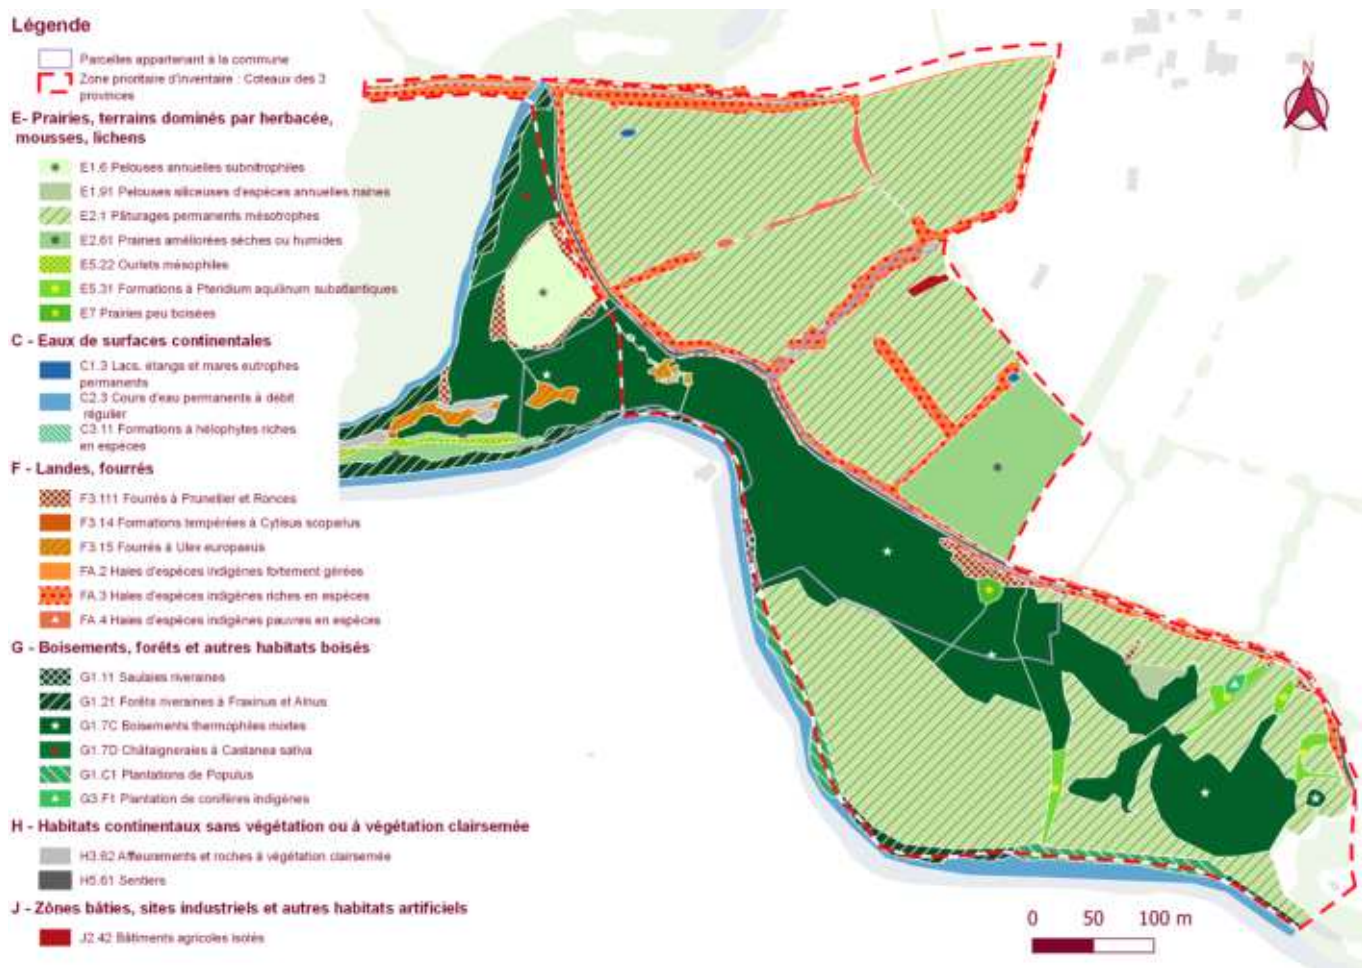 Légende
Parcelles appartenant à la commune
Zone prioritaire d'inventaire : Coteaux des 3
provinces
E- Prairies, terrains dominés par herbacée,
mousses, lichens
E1.6 Pelouses annuelles subnitrophiles
E1.91 Pelouses siliceuses d'espèces annuelles naines
E2.1 Pâturages permanents mésotrophes
E2.61 Prairies améliorées sèches ou humides
E5.22 Ourlets mésophiles
E5.31 Formations à Pteridium aquilinum subatlantiques
E7 Prairies peu boisées
C - Eaux de surfaces continentales
C1.3 Lacs, étangs et mares eutrophes
permanents
C2.3 Cours d'eau permanents à débit
régulier
C3.11 Formations à hélophytes riches
en espèces
F - Landes, fourrés
F3.111 Fourrés à Prunellier et Ronces
F3.14 Formations tempérées à Cytisus scoparius
F3.15 Fourrés à Ulex europaeus
FA.2 Haies d'espèces indigènes fortement gérées
FA.3 Haies d'espèces indigènes riches en espèces
FA.4 Haies d'espèces indigènes pauvres en espèces
G - Boisements, forêts et autres habitats boisés
G1.11 Saulaies riveraines
G1.21 Forêts riveraines à Fraxinus et Alnus
G1.7C Boisements thermophiles mixtes
G1.7D Châtaigneraies à Castanea sativa
G1.C1 Plantations de Populus
G3.F1 Plantation de conifères indigènes
H - Habitats continentaux sans végétation ou à végétation clairsemée
H3.62 Affleurements et roches à végétation clairsemée
H5.61 Sentiers
J - Zônes bâties, sites industriels et autres habitats artificiels
J2.42 Bâtiments agricoles isolés
N
0 50 100 m